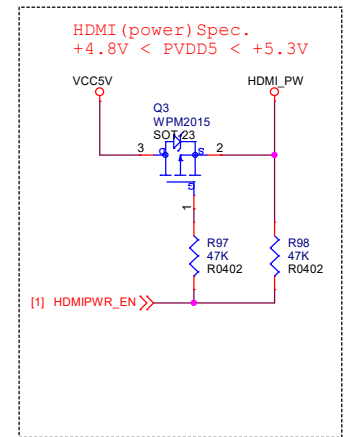 HDMI(power)Spec.
+4.8V < PVDD5 < +5.3V
VCC5V
HDMI_PW
Q3
WPM2015
SOT-23
3
D
S
2
G
1
R97
47K
R0402
R98
47K
R0402
[1] HDMIPWR_EN